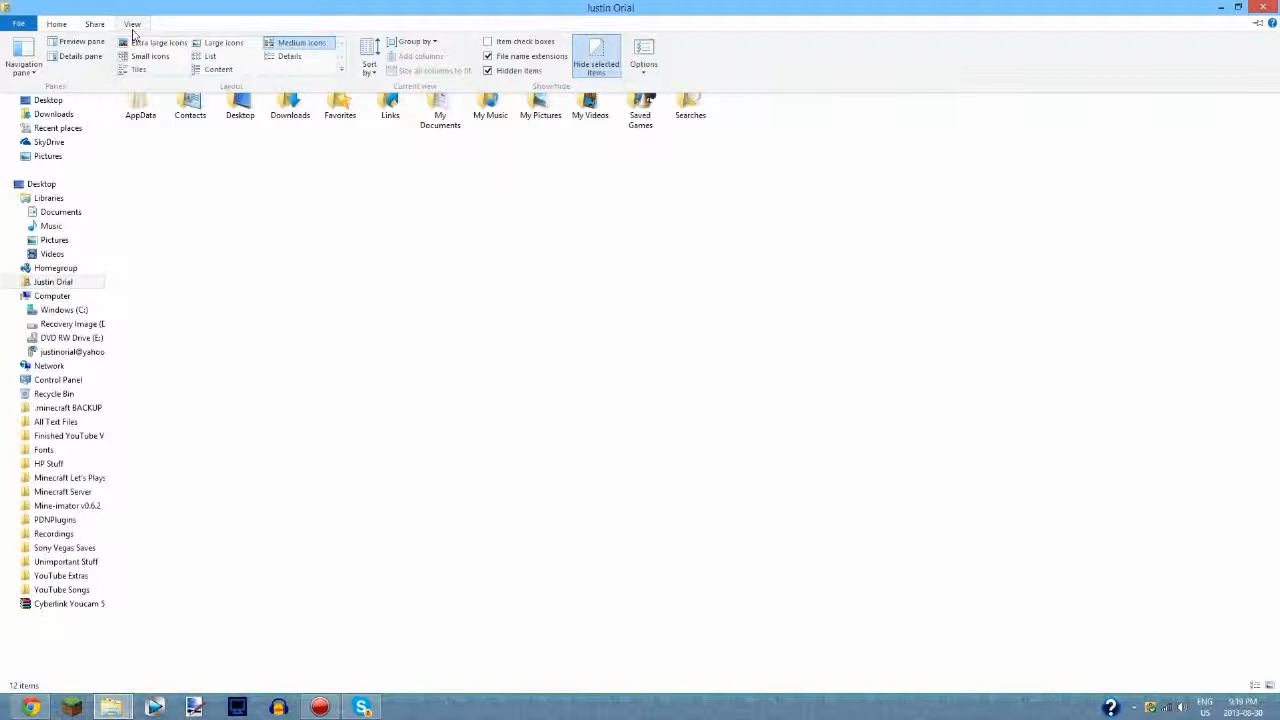 Justin Orial
File Home Share View
Navigation pane
Preview pane
Details pane
Panes
Extra large icons Large icons Medium icons
Small icons List Details
Tiles Content
Layout
Sort by
Group by
Add columns
Size all columns to fit
Current view
Item check boxes
File name extensions
Hidden items
Hide selected items
Show/hide
Options
Desktop
Downloads
Recent places
SkyDrive
Pictures
Desktop
Libraries
Documents
Music
Pictures
Videos
Homegroup
Justin Orial
Computer
Windows (C:)
Recovery Image (
DVD RW Drive (E:)
justinorial@yahoo
Network
Control Panel
Recycle Bin
.minecraft BACKUP
All Text Files
Finished YouTube V
Fonts
HP Stuff
Minecraft Let's Plays
Minecraft Server
Mine-imator v0.6.2
PDNPlugins
Recordings
Sony Vegas Saves
Unimportant Stuff
YouTube Extras
YouTube Songs
Cyberlink Youcam 5
AppData Contacts Desktop Downloads Favorites Links My Documents My Music My Pictures My Videos Saved Games Searches
12 items
ENG
US
9:19 PM
2013-08-30